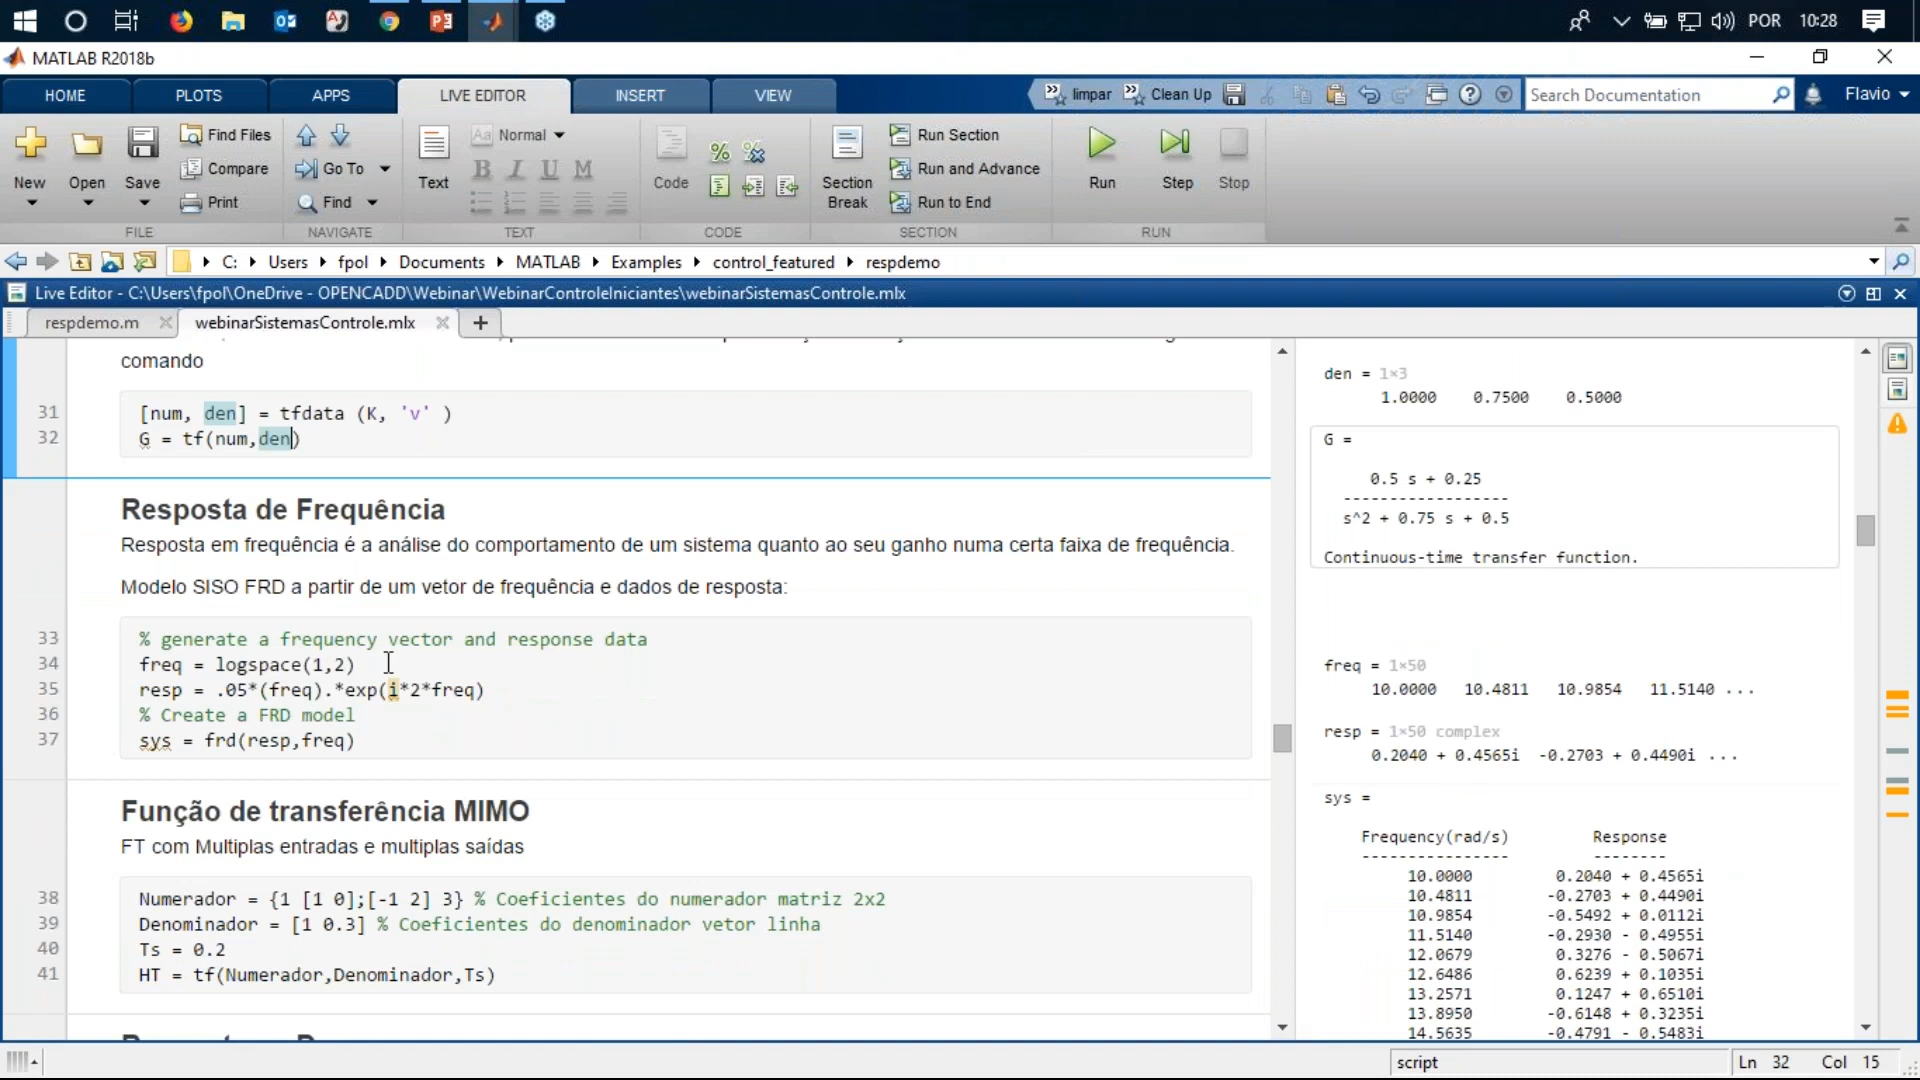 POR 10:28
MATLAB R2018b
HOME PLOTS APPS LIVE EDITOR INSERT VIEW limpar Clean Up Search Documentation Flavio
New Open Save Find Files Compare Print Go To Find
Text Aa Normal B I U M
Code Section Break Run Section Run and Advance Run to End
Run Step Stop
FILE NAVIGATE TEXT CODE SECTION RUN
C: Users fpol Documents MATLAB Examples control_featured respdemo
Live Editor - C:\Users\fpol\OneDrive - OPENCADD\Webinar\WebinarControleIniciantes\webinarSistemasControle.mlx
respdemo.m webinarSistemasControle.mlx
comando
31 [num, den] = tfdata (K, 'v' )
32 G = tf(num,den)
Resposta de Frequência
Resposta em frequência é a análise do comportamento de um sistema quanto ao seu ganho numa certa faixa de frequência.
Modelo SISO FRD a partir de um vetor de frequência e dados de resposta:
33 % generate a frequency vector and response data
34 freq = logspace(1,2)
35 resp = .05*(freq).*exp(i*2*freq)
36 % Create a FRD model
37 sys = frd(resp,freq)
Função de transferência MIMO
FT com Multiplas entradas e multiplas saídas
38 Numerador = {1 [1 0];[-1 2] 3} % Coeficientes do numerador matriz 2x2
39 Denominador = [1 0.3] % Coeficientes do denominador vetor linha
40 Ts = 0.2
41 HT = tf(Numerador,Denominador,Ts)
den = 1×3
1.0000 0.7500 0.5000
G =
0.5 s + 0.25
------------------
s^2 + 0.75 s + 0.5
Continuous-time transfer function.
freq = 1×50
10.0000 10.4811 10.9854 11.5140 ...
resp = 1×50 complex
0.2040 + 0.4565i -0.2703 + 0.4490i ...
sys =
Frequency(rad/s) Response
---------------- --------
10.0000 0.2040 + 0.4565i
10.4811 -0.2703 + 0.4490i
10.9854 -0.5492 + 0.0112i
11.5140 -0.2930 - 0.4955i
12.0679 0.3276 - 0.5067i
12.6486 0.6239 + 0.1035i
13.2571 0.1247 + 0.6510i
13.8950 -0.6148 + 0.3235i
14.5635 -0.4791 - 0.5483i
script Ln 32 Col 15